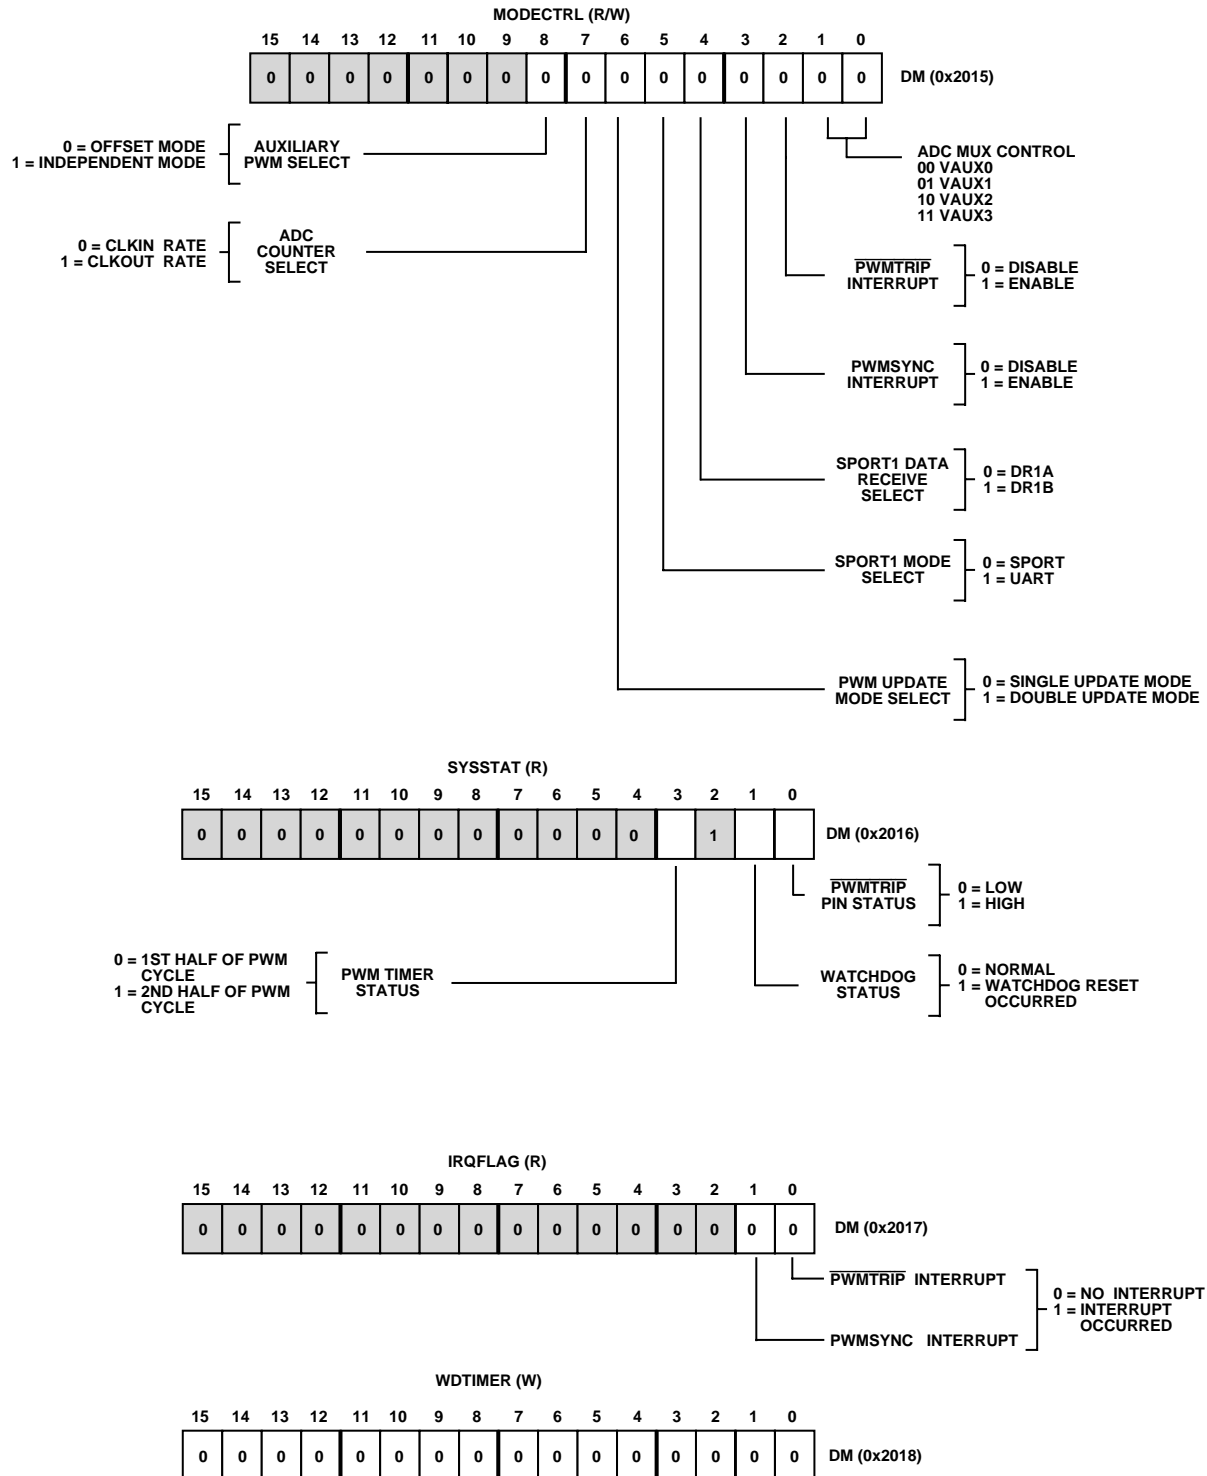 MODECTRL (R/W)
15 14 13 12 11 10 9 8 7 6 5 4 3 2 1 0
0 0 0 0 0 0 0 0 0 0 0 0 0 0 0 0
DM (0x2015)
0 = OFFSET MODE
1 = INDEPENDENT MODE
AUXILIARY
PWM SELECT
ADC MUX CONTROL
00 VAUX0
01 VAUX1
10 VAUX2
11 VAUX3
0 = CLKIN RATE
1 = CLKOUT RATE
ADC
COUNTER
SELECT
PWMTRIP
INTERRUPT
0 = DISABLE
1 = ENABLE
PWMSYNC
INTERRUPT
0 = DISABLE
1 = ENABLE
SPORT1 DATA
RECEIVE
SELECT
0 = DR1A
1 = DR1B
SPORT1 MODE
SELECT
0 = SPORT
1 = UART
PWM UPDATE
MODE SELECT
0 = SINGLE UPDATE MODE
1 = DOUBLE UPDATE MODE
SYSSTAT (R)
15 14 13 12 11 10 9 8 7 6 5 4 3 2 1 0
0 0 0 0 0 0 0 0 0 0 0 0 1
DM (0x2016)
PWMTRIP
PIN STATUS
0 = LOW
1 = HIGH
0 = 1ST HALF OF PWM
CYCLE
1 = 2ND HALF OF PWM
CYCLE
PWM TIMER
STATUS
WATCHDOG
STATUS
0 = NORMAL
1 = WATCHDOG RESET
OCCURRED
IRQFLAG (R)
15 14 13 12 11 10 9 8 7 6 5 4 3 2 1 0
0 0 0 0 0 0 0 0 0 0 0 0 0 0 0 0
DM (0x2017)
PWMTRIP INTERRUPT
PWMSYNC INTERRUPT
0 = NO INTERRUPT
1 = INTERRUPT
OCCURRED
WDTIMER (W)
15 14 13 12 11 10 9 8 7 6 5 4 3 2 1 0
0 0 0 0 0 0 0 0 0 0 0 0 0 0 0 0
DM (0x2018)